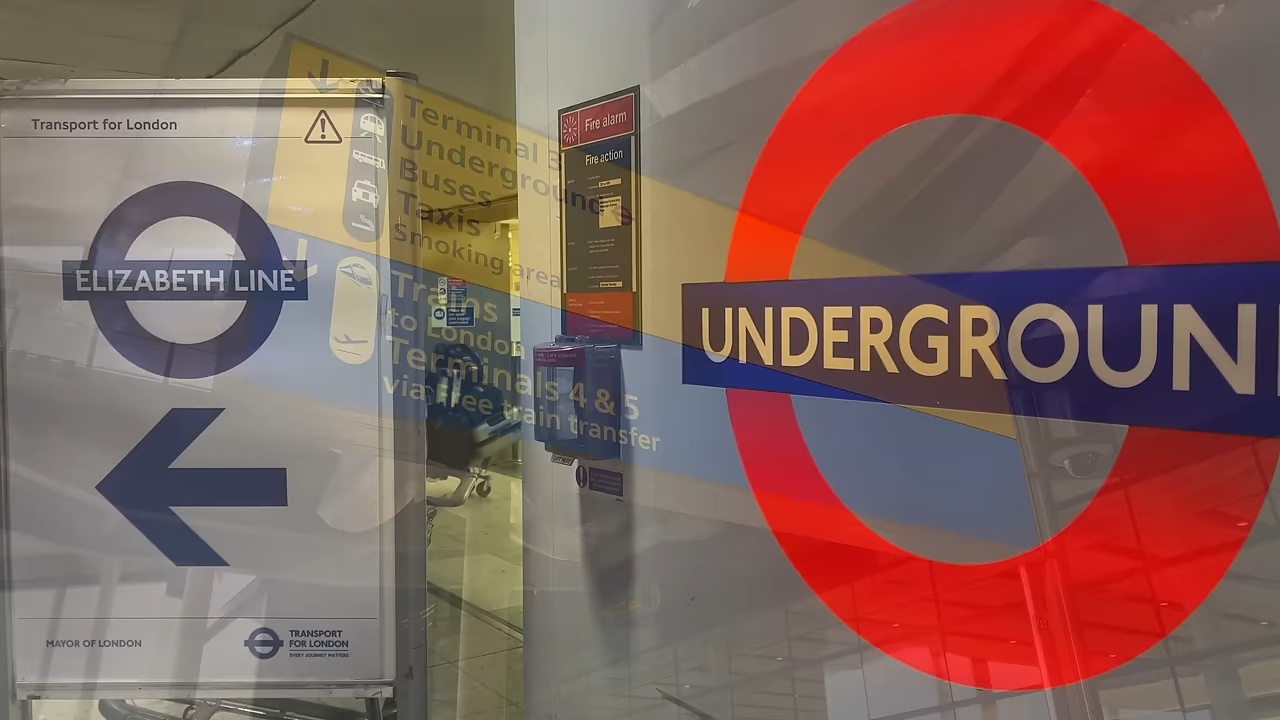 Transport for London
ELIZABETH LINE
MAYOR OF LONDON
TRANSPORT
FOR LONDON
EVERY JOURNEY MATTERS
Terminal 3
Underground
Buses
Taxis
Smoking area
Trains
to London
Terminals 4 & 5
via free train transfer
Fire alarm
Fire action
UNDERGROUN